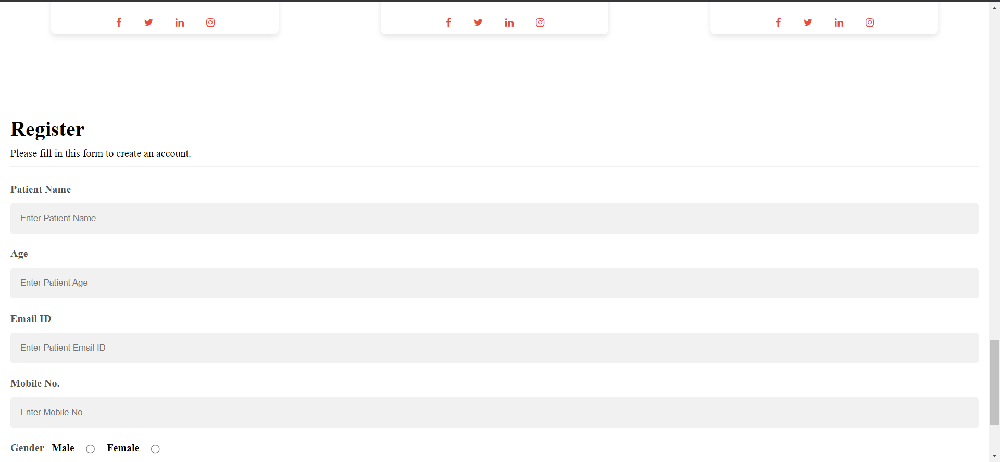 Register
Please fill in this form to create an account.
Patient Name
Enter Patient Name
Age
Enter Patient Age
Email ID
Enter Patient Email ID
Mobile No.
Enter Mobile No.
Gender Male Female